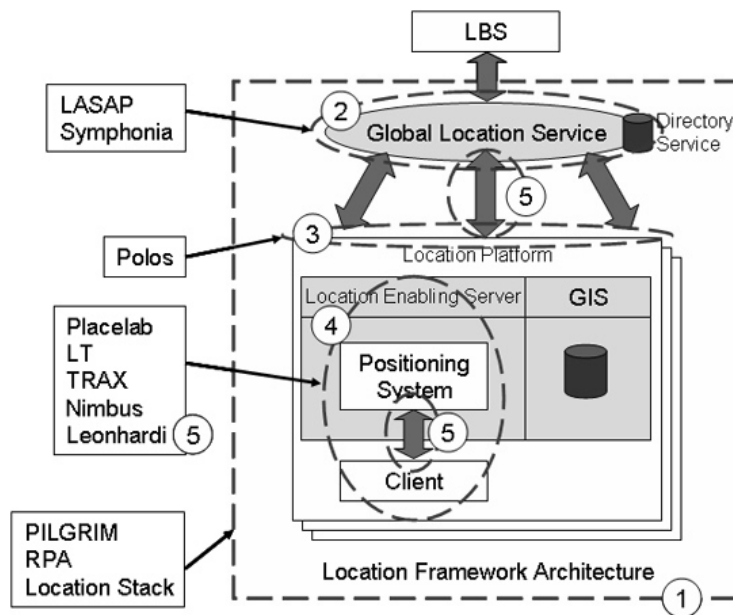 LBS
LASAP
Symphonia
2
Global Location Service
Directory
Service
5
3
Polos
Location Platform
Location Enabling Server
GIS
4
Placelab
LT
TRAX
Nimbus
Leonhardi
5
Positioning
System
5
Client
PILGRIM
RPA
Location Stack
Location Framework Architecture
1